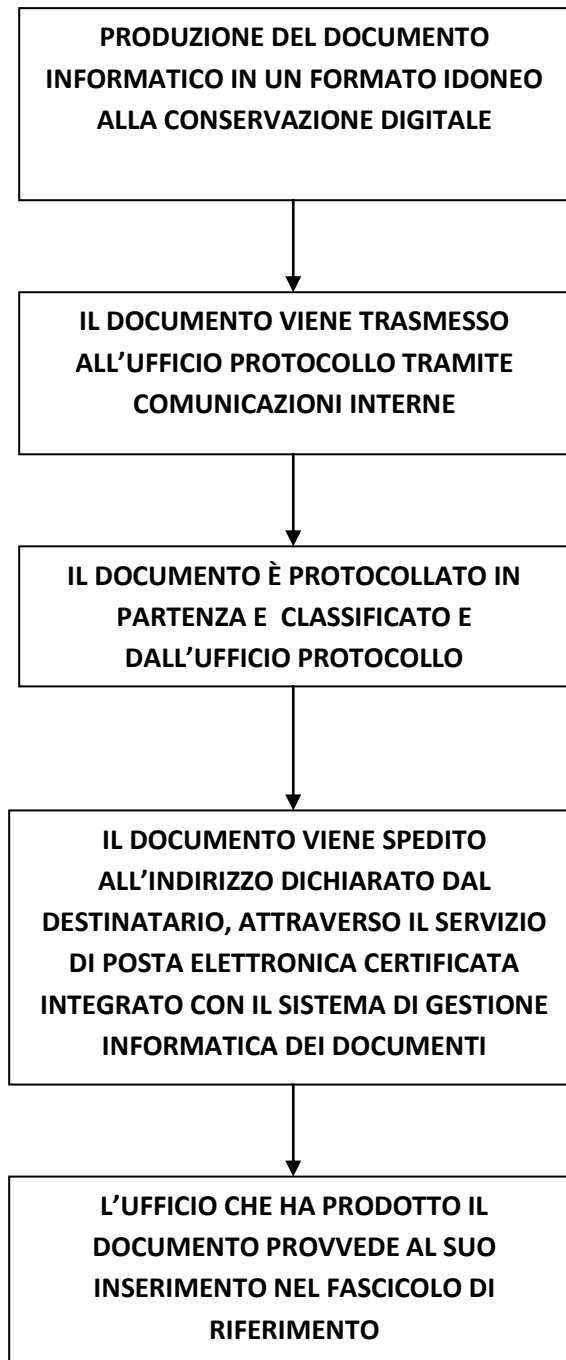 PRODUZIONE DEL DOCUMENTO
INFORMATICO IN UN FORMATO IDONEO
ALLA CONSERVAZIONE DIGITALE
IL DOCUMENTO VIENE TRASMESSO
ALL’UFFICIO PROTOCOLLO TRAMITE
COMUNICAZIONI INTERNE
IL DOCUMENTO È PROTOCOLLATO IN
PARTENZA E CLASSIFICATO E
DALL’UFFICIO PROTOCOLLO
IL DOCUMENTO VIENE SPEDITO
ALL’INDIRIZZO DICHIARATO DAL
DESTINATARIO, ATTRAVERSO IL SERVIZIO
DI POSTA ELETTRONICA CERTIFICATA
INTEGRATO CON IL SISTEMA DI GESTIONE
INFORMATICA DEI DOCUMENTI
L’UFFICIO CHE HA PRODOTTO IL
DOCUMENTO PROVVEDE AL SUO
INSERIMENTO NEL FASCICOLO DI
RIFERIMENTO